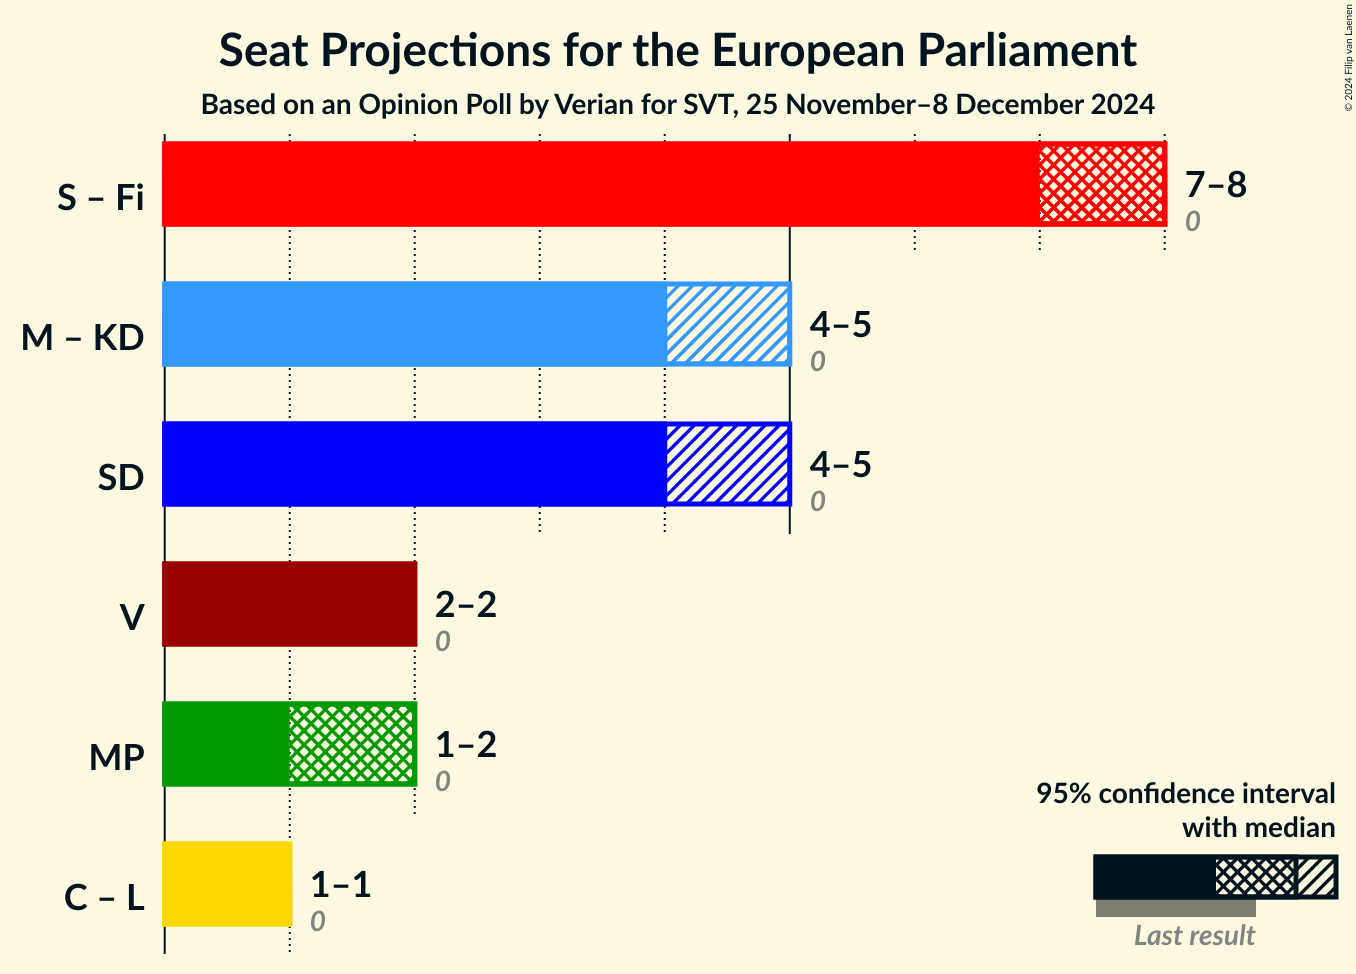 Seat Projections for the European Parliament
Based on an Opinion Poll by Verian for SVT, 25 November–8 December 2024
© 2024 Filip van Laenen
S – Fi
7–8
0
M – KD
4–5
0
SD
4–5
0
V
2–2
0
MP
1–2
0
C – L
1–1
0
95% confidence interval
with median
Last result